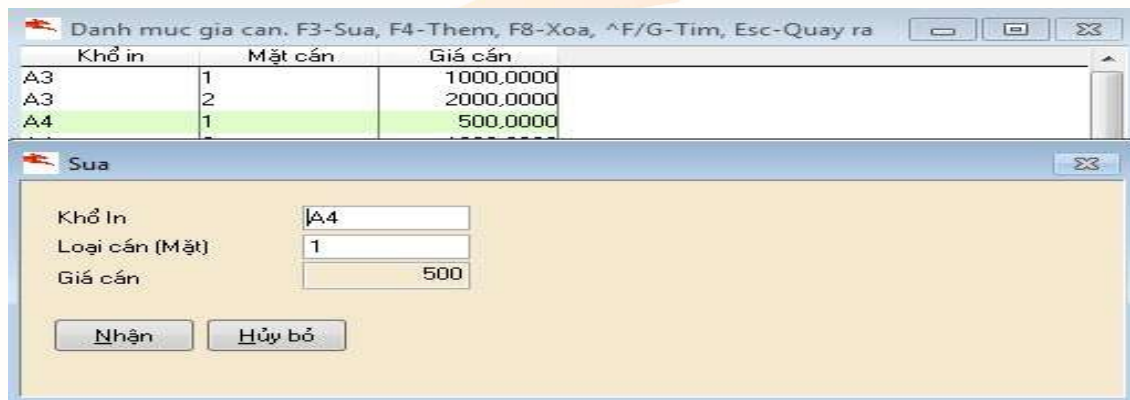 Danh muc gia can. F3-Sua, F4-Them, F8-Xoa, ^F/G-Tim, Esc-Quay ra
Khổ in Mặt cán Giá cán
A3 1 1000,0000
A3 2 2000,0000
A4 1 500,0000
Sua
Khổ In A4
Loại cán (Mặt) 1
Giá cán 500
Nhận Hủy bỏ